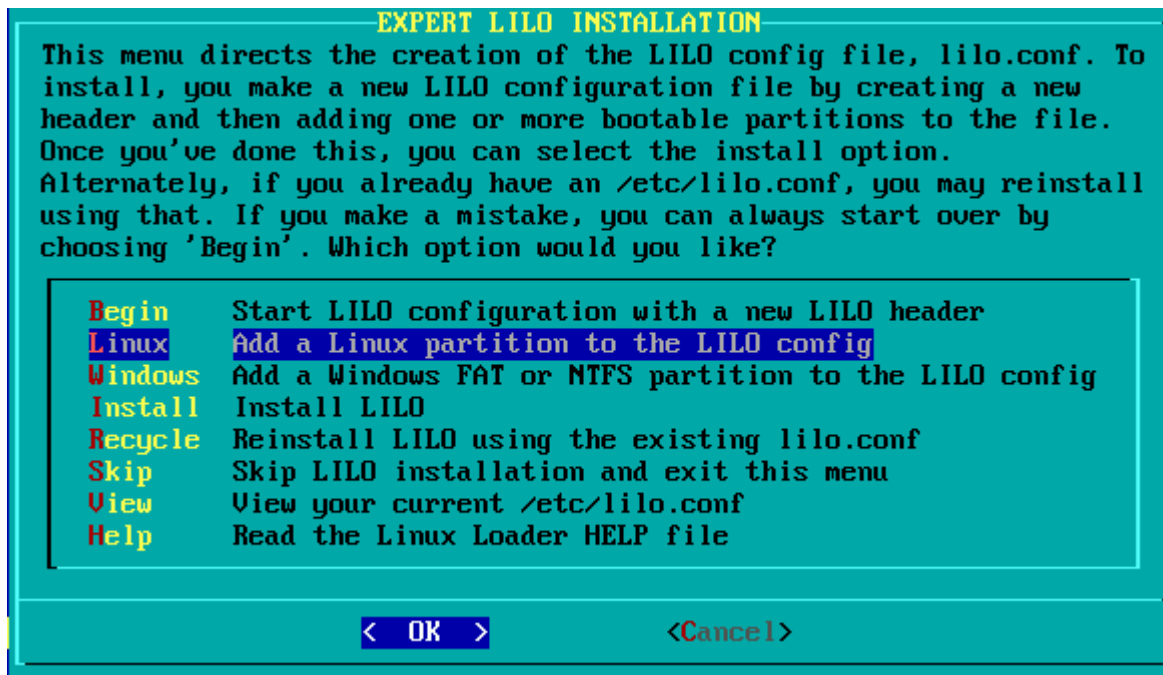 EXPERT LILO INSTALLATION
This menu directs the creation of the LILO config file, lilo.conf. To
install, you make a new LILO configuration file by creating a new
header and then adding one or more bootable partitions to the file.
Once you've done this, you can select the install option.
Alternately, if you already have an /etc/lilo.conf, you may reinstall
using that. If you make a mistake, you can always start over by
choosing 'Begin'. Which option would you like?
Begin Start LILO configuration with a new LILO header
Linux Add a Linux partition to the LILO config
Windows Add a Windows FAT or NTFS partition to the LILO config
Install Install LILO
Recycle Reinstall LILO using the existing lilo.conf
Skip Skip LILO installation and exit this menu
View View your current /etc/lilo.conf
Help Read the Linux Loader HELP file
< OK > <Cancel>